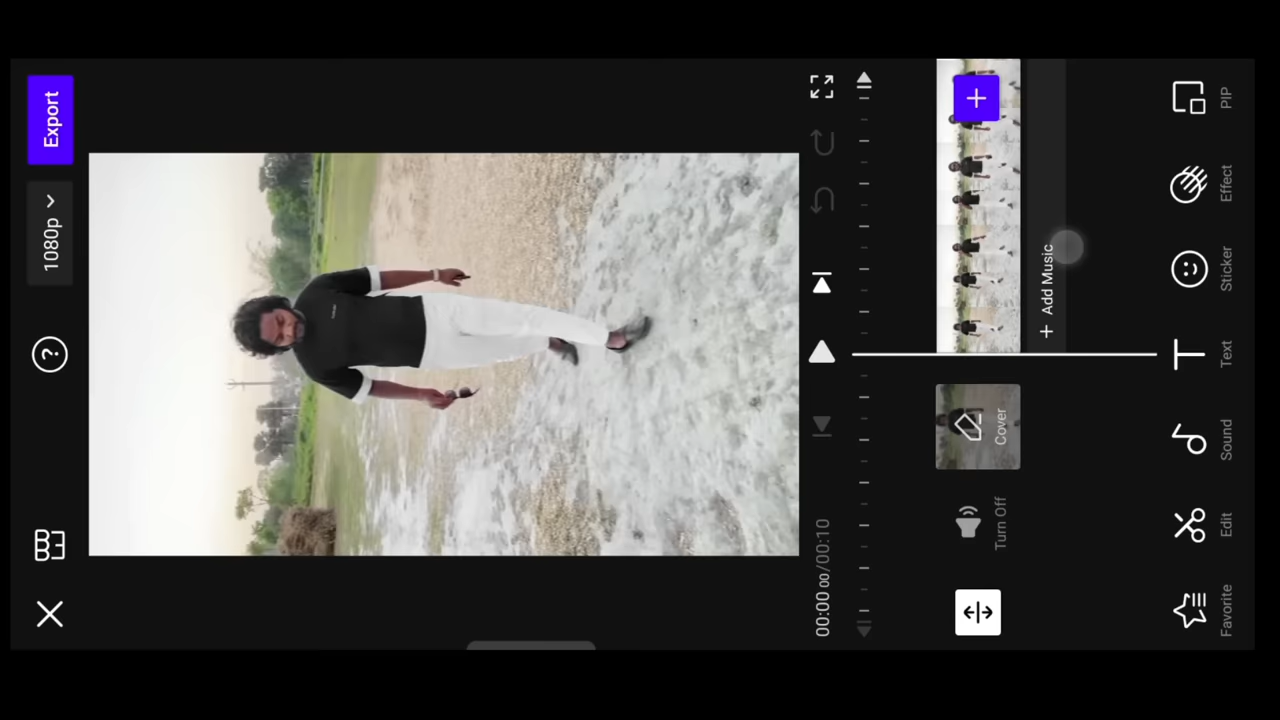 Export
1080p
?
00:00 00/00:10
Turn Off
Cover
+ Add Music
Favorite
Edit
Sound
Text
Sticker
Effect
PIP